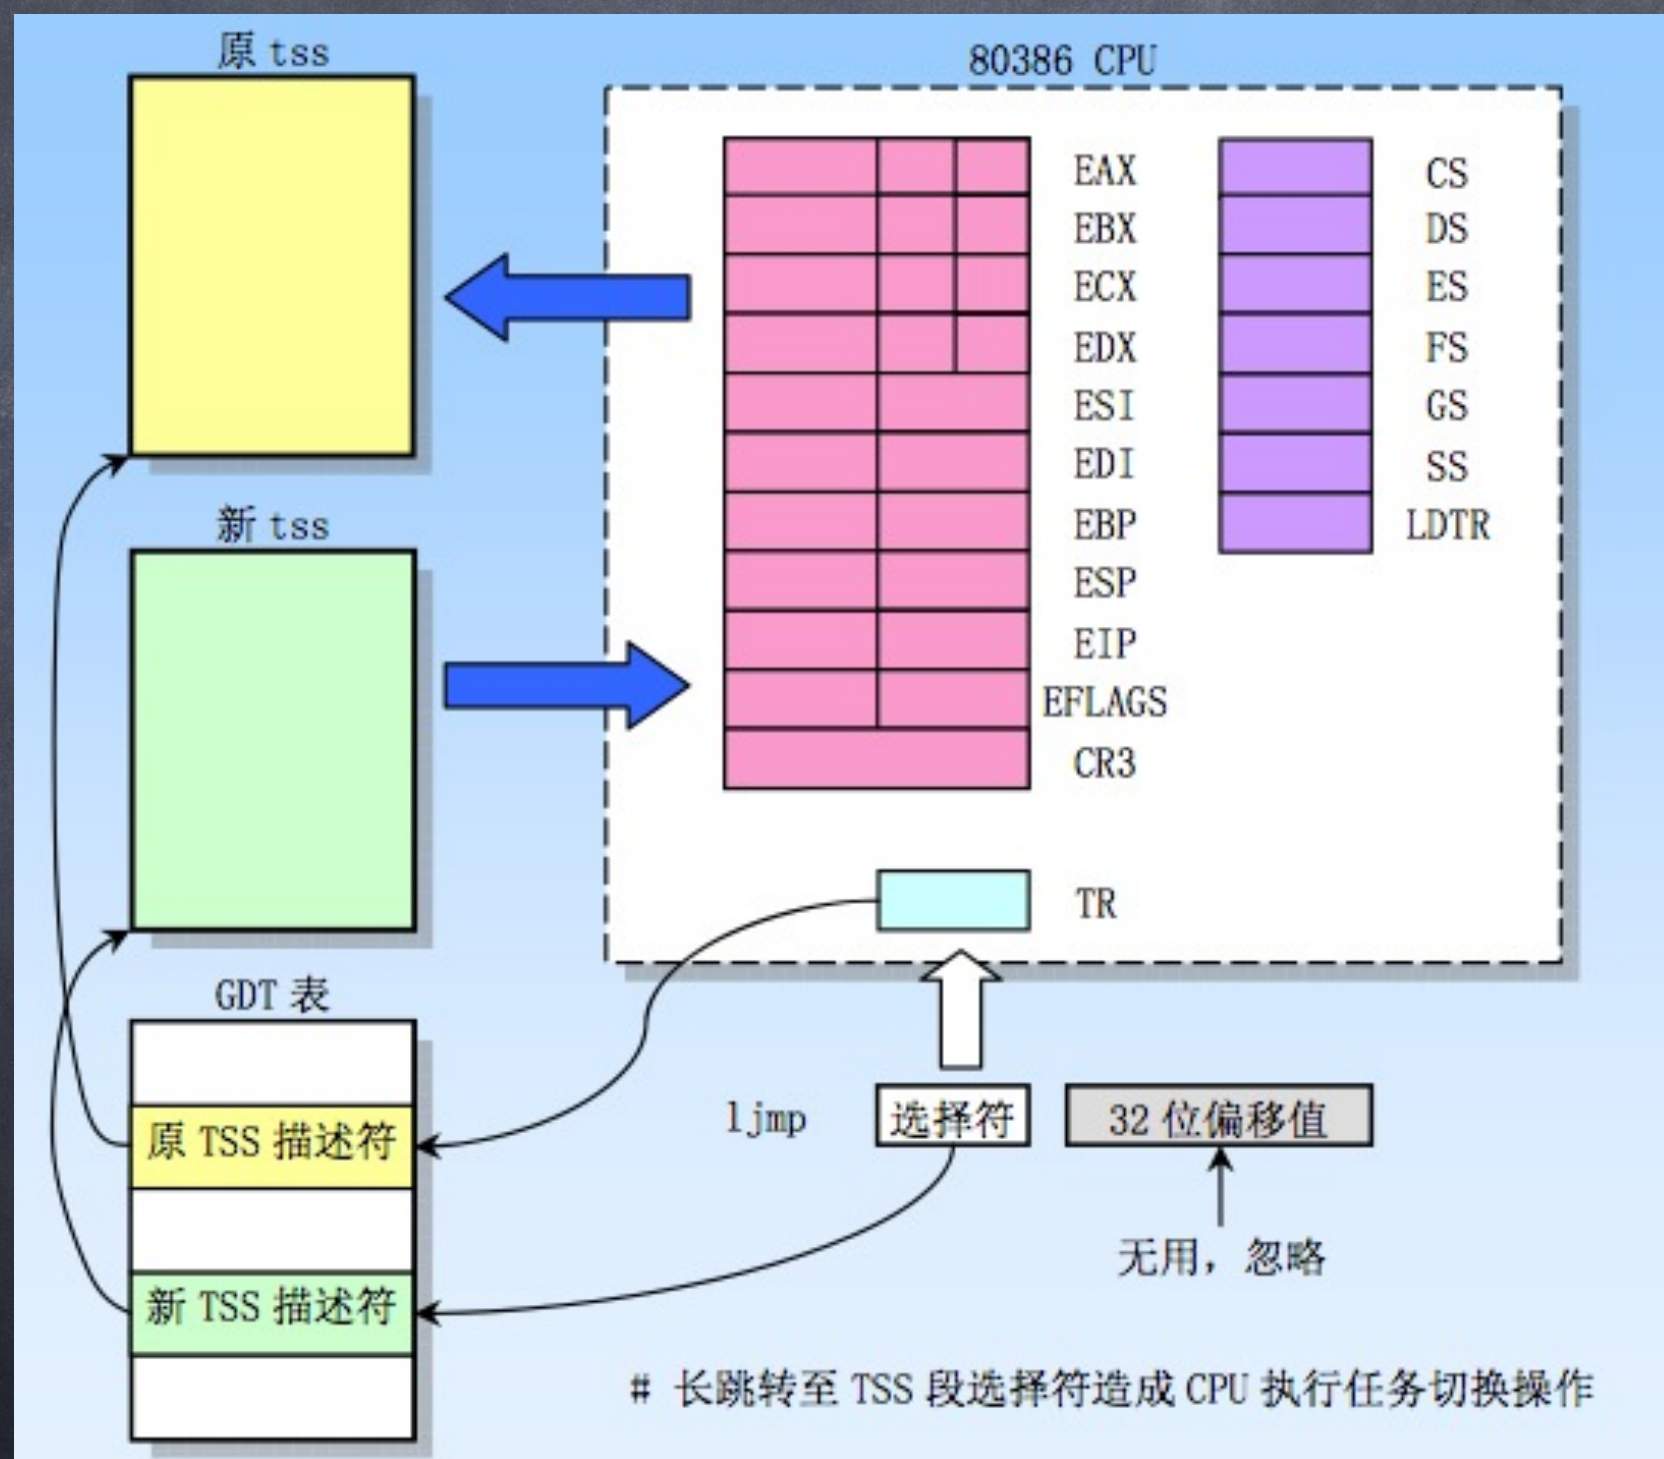 原 tss
80386 CPU
EAX
EBX
ECX
EDX
ESI
EDI
EBP
ESP
EIP
EFLAGS
CR3
CS
DS
ES
FS
GS
SS
LDTR
新 tss
TR
GDT 表
原 TSS 描述符
新 TSS 描述符
ljmp
选择符
32 位偏移值
无用，忽略
# 长跳转至 TSS 段选择符造成 CPU 执行任务切换操作